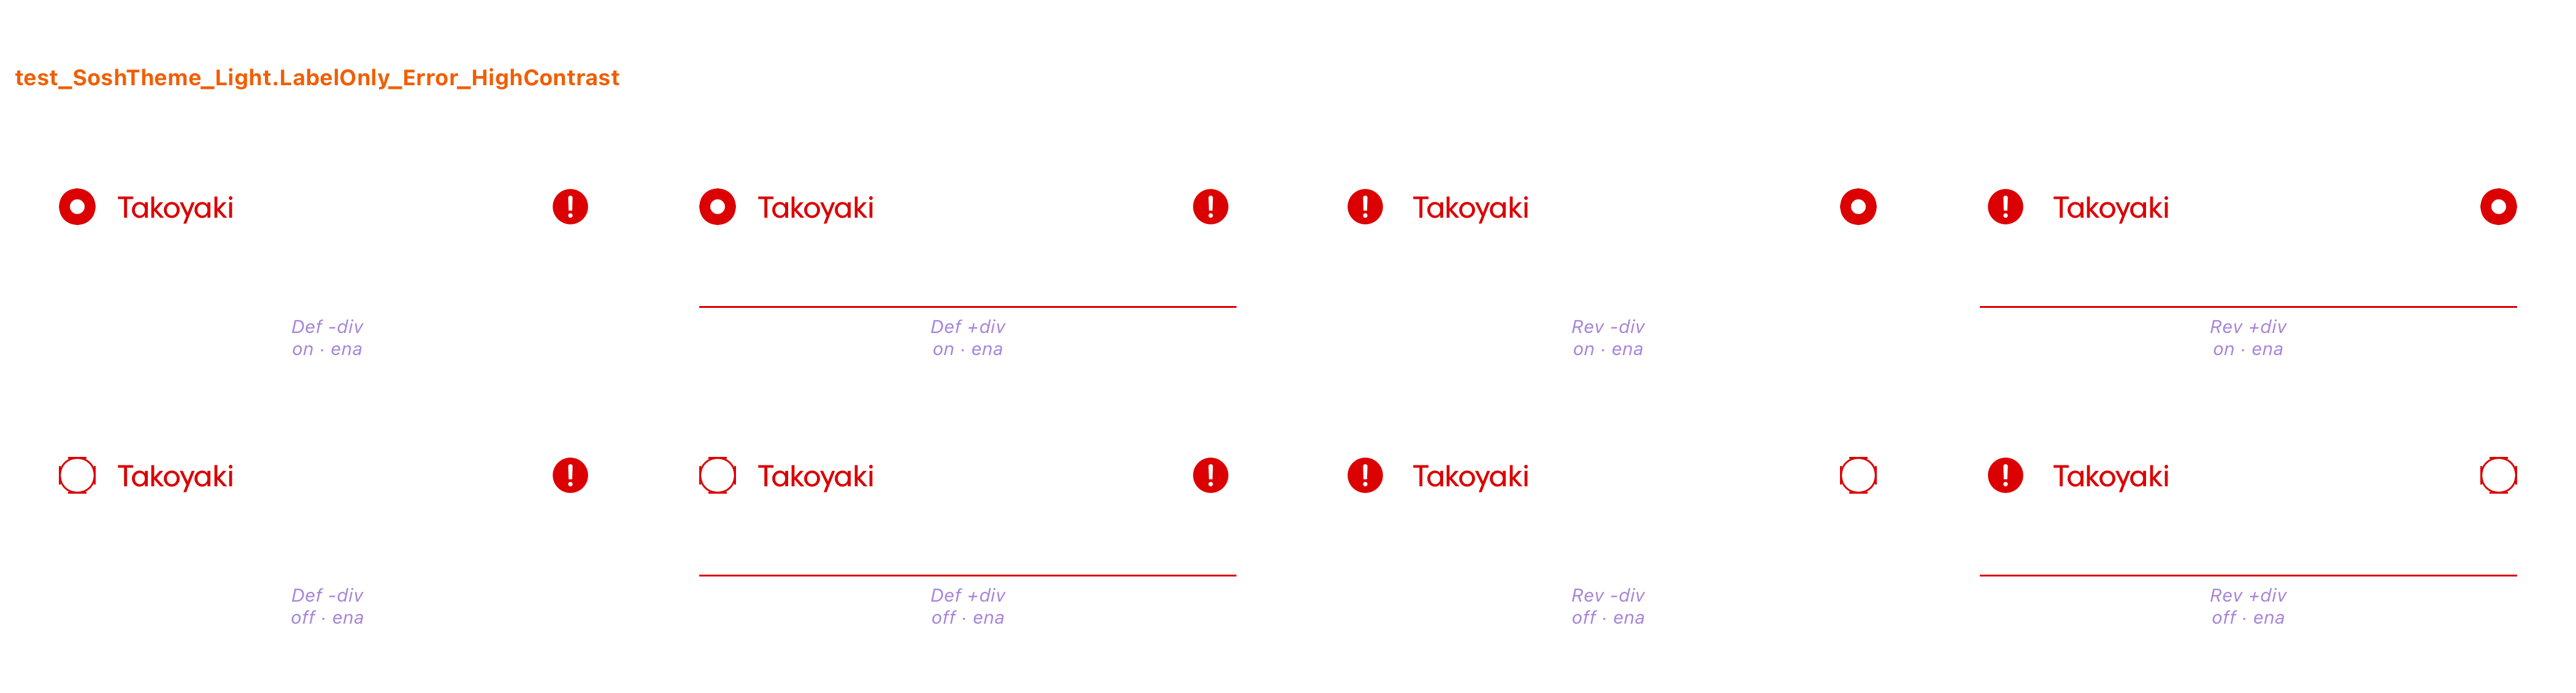 test_SoshTheme_Light.LabelOnly_Error_HighContrast
Takoyaki
Takoyaki
Takoyaki
Takoyaki
Def -div
on · ena
Def +div
on · ena
Rev -div
on · ena
Rev +div
on · ena
Takoyaki
Takoyaki
Takoyaki
Takoyaki
Def -div
off · ena
Def +div
off · ena
Rev -div
off · ena
Rev +div
off · ena